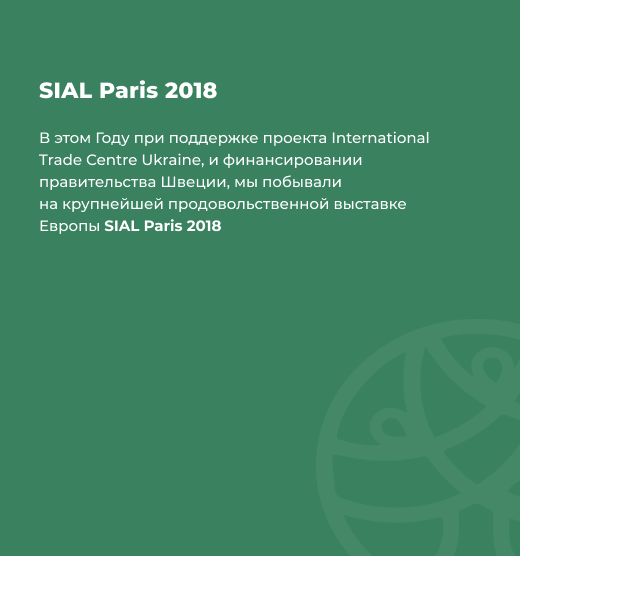 SIAL Paris 2018
В этом Году при поддержке проекта International
Trade Centre Ukraine, и финансировании
правительства Швеции, мы побывали
на крупнейшей продовольственной выставке
Европы SIAL Paris 2018